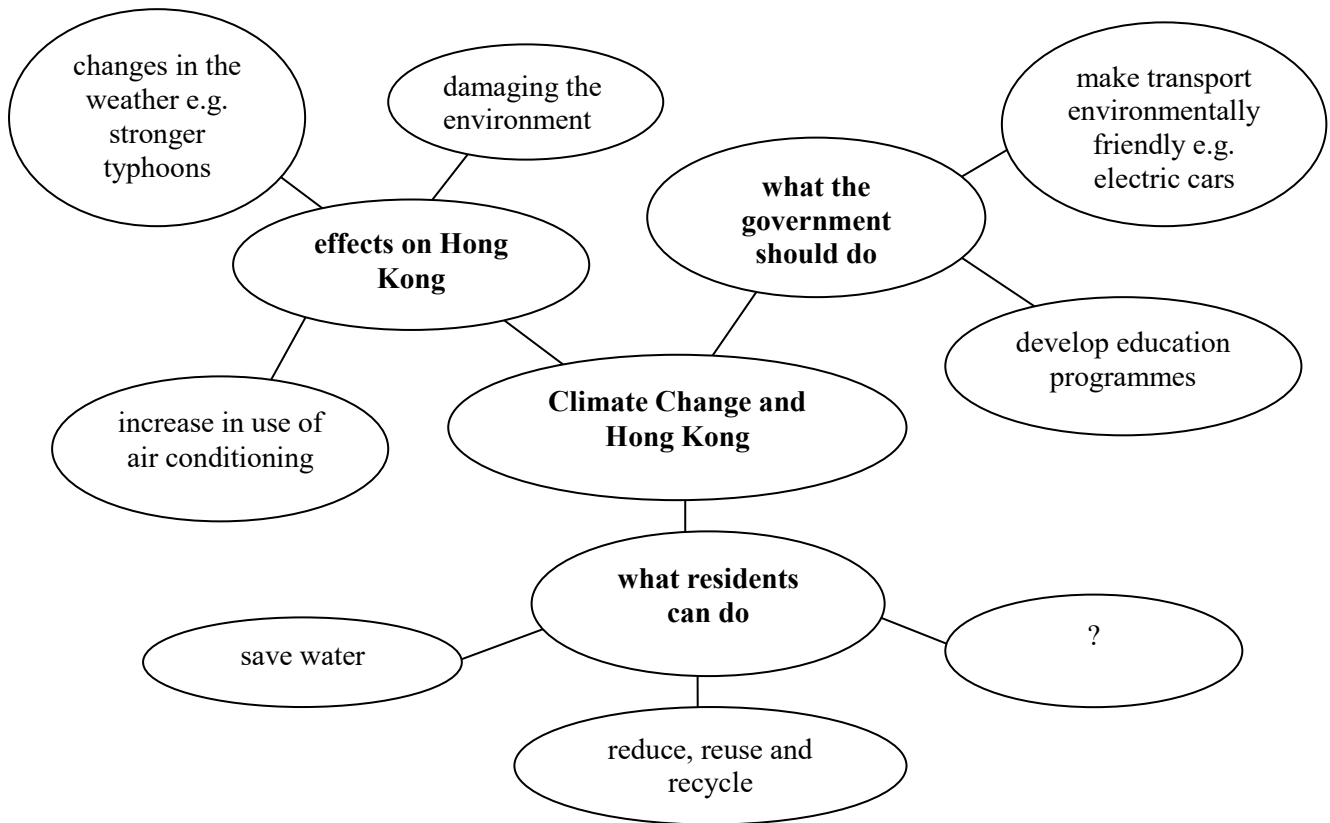 changes in the
weather e.g.
stronger
typhoons
damaging the
environment
make transport
environmentally
friendly e.g.
electric cars
what the
government
should do
effects on Hong
Kong
develop education
programmes
increase in use of
air conditioning
Climate Change and
Hong Kong
what residents
can do
save water
?
reduce, reuse and
recycle